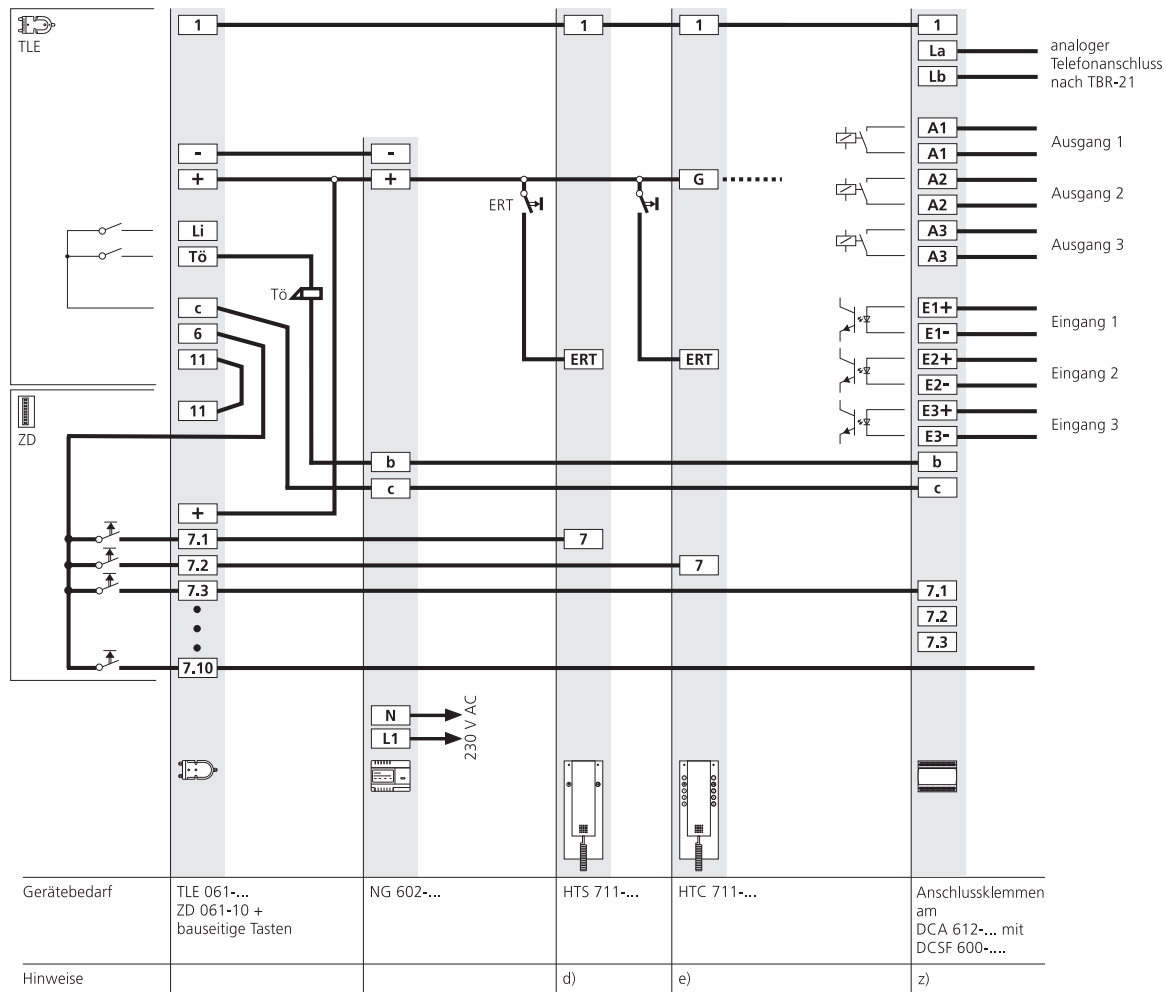 TLE
1
1
1
1
La
Lb
analoger
Telefonanschluss
nach TBR-21
-
-
+
+
G
ERT
A1
A1
Ausgang 1
A2
A2
Ausgang 2
A3
A3
Ausgang 3
Li
Tö
Tö
c
6
11
11
ERT
ERT
E1+
E1-
Eingang 1
E2+
E2-
Eingang 2
E3+
E3-
Eingang 3
ZD
b
b
c
c
+
7.1
7
7.2
7
7.3
7.1
7.2
7.3
7.10
N
L1
230 V AC
Gerätebedarf
TLE 061-...
ZD 061-10 +
bauseitige Tasten
NG 602-...
HTS 711-...
HTC 711-...
Anschlussklemmen
am
DCA 612-... mit
DCSF 600-....
Hinweise
d)
e)
z)